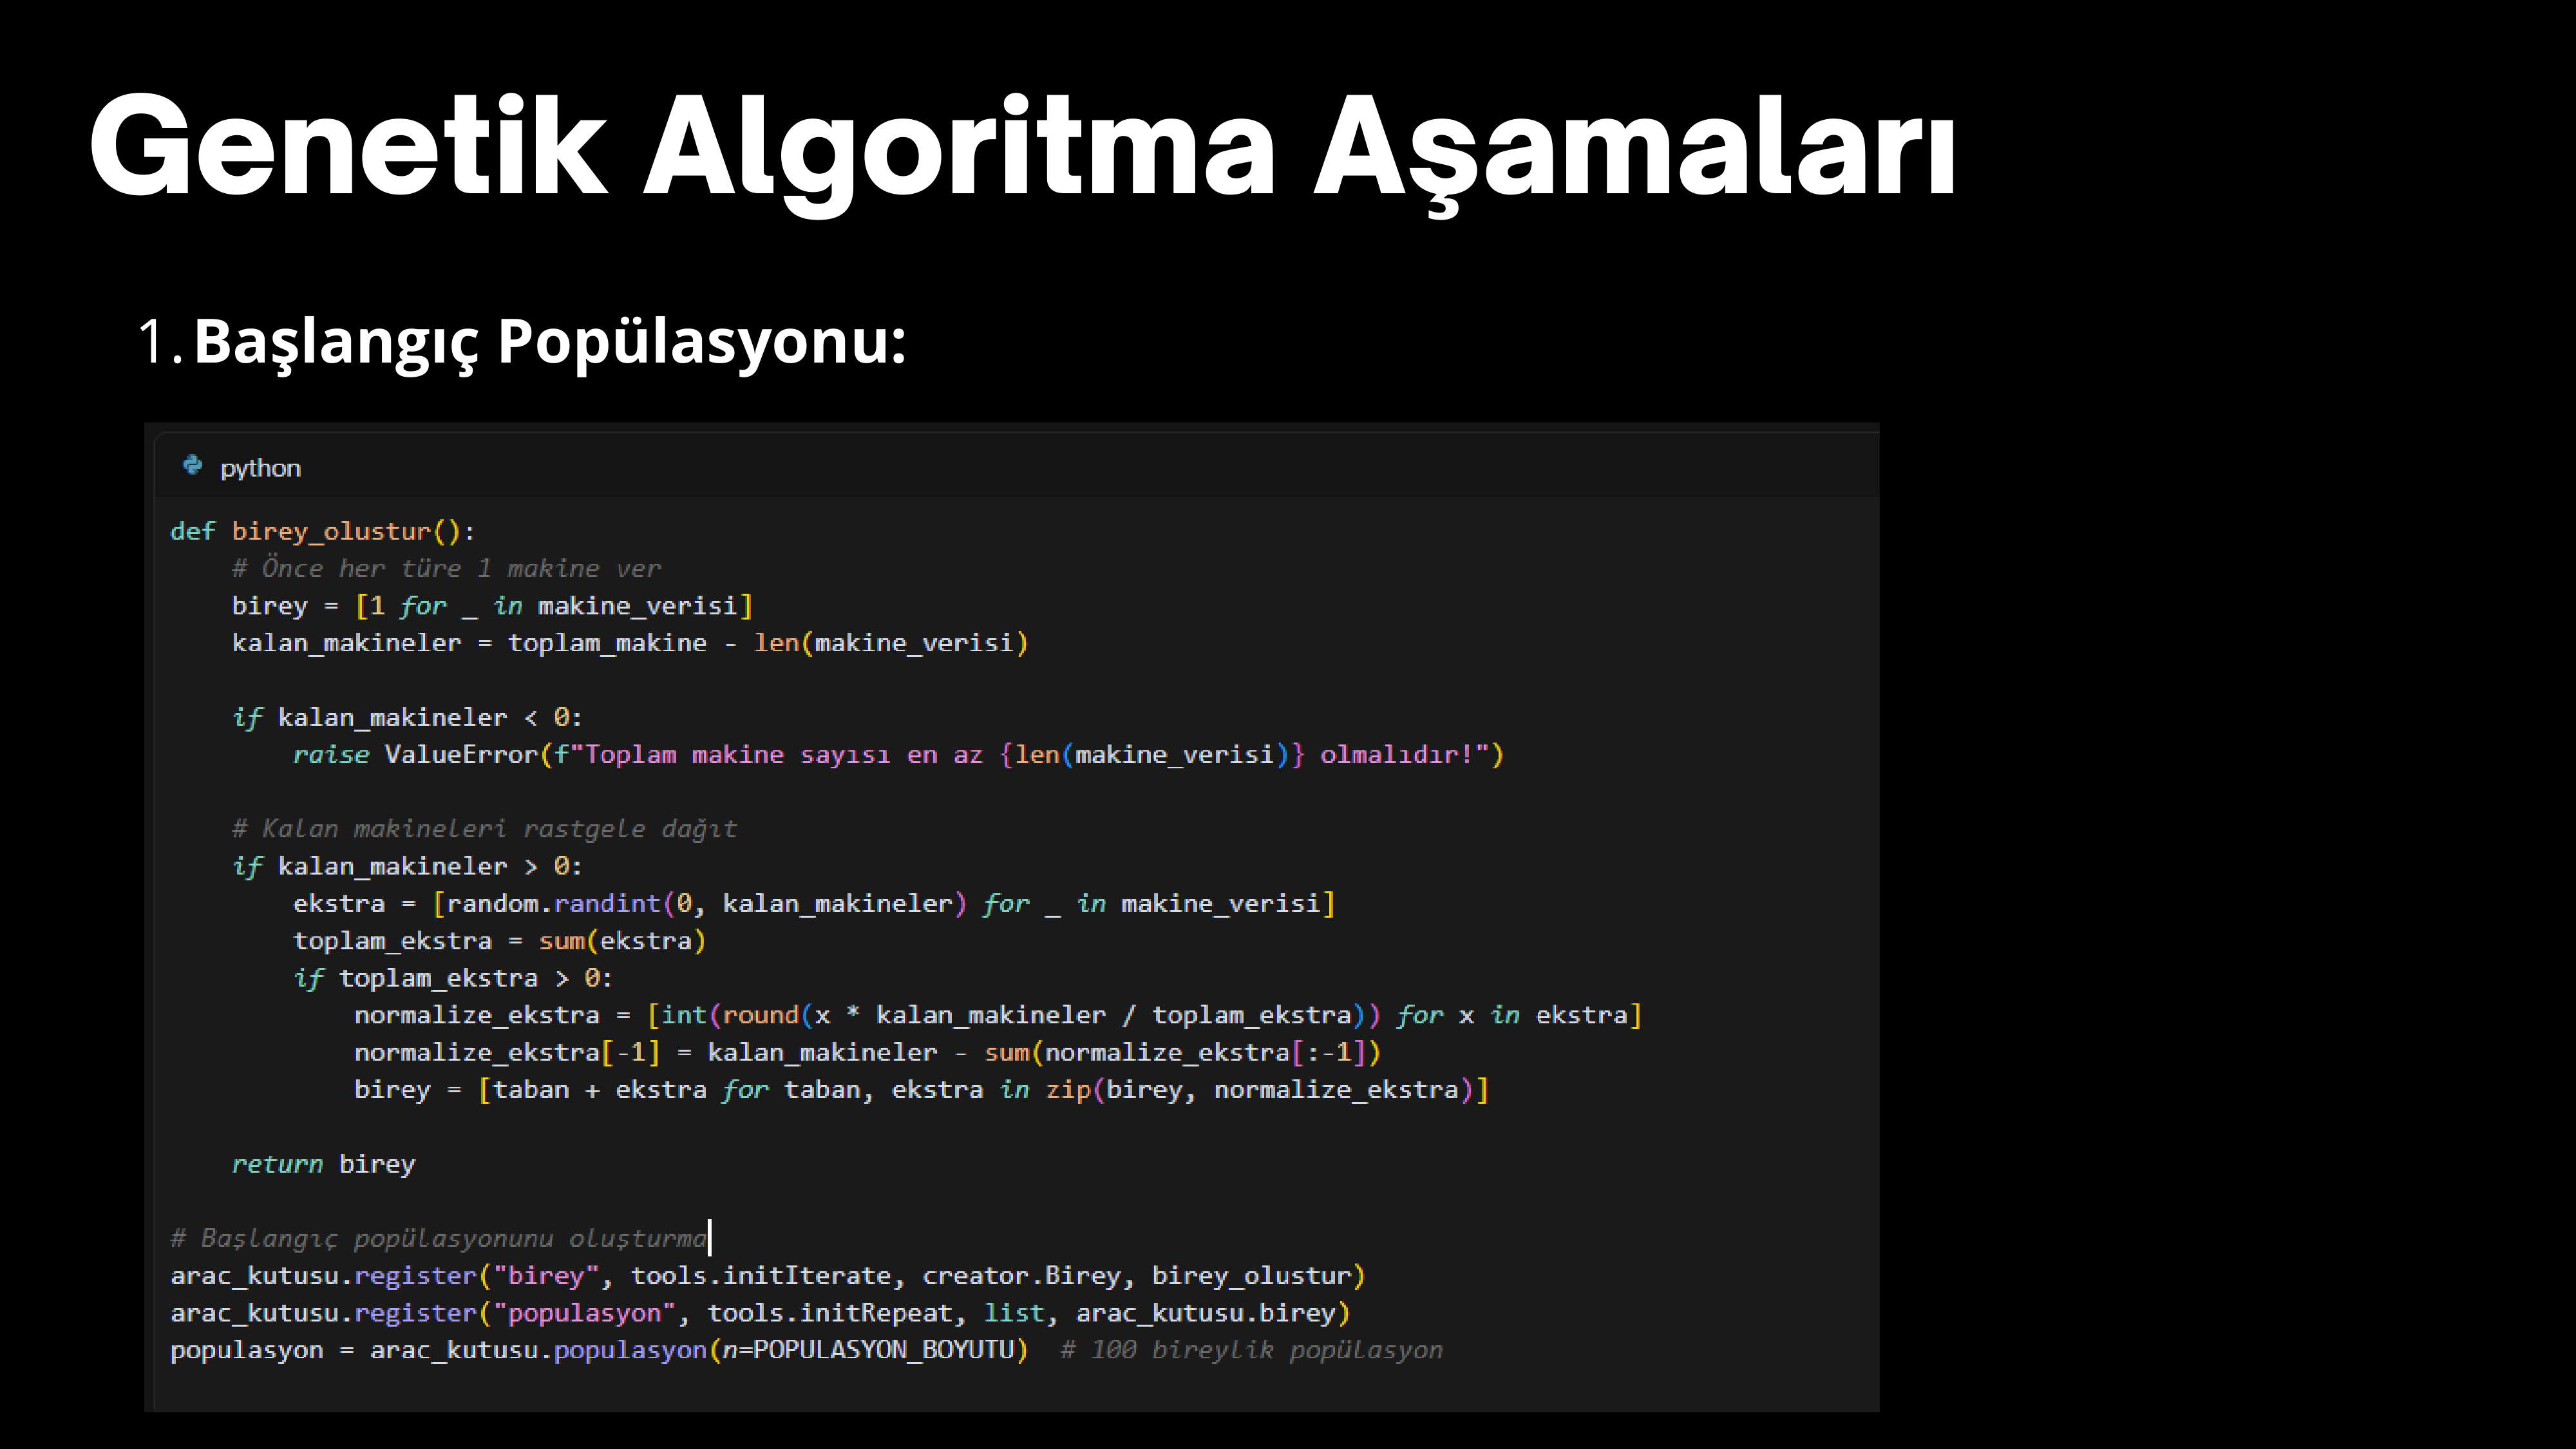 Genetik Algoritma Aşamaları
1. Başlangıç Popülasyonu:
python
def birey_olustur():
    # Önce her türe 1 makine ver
    birey = [1 for _ in makine_verisi]
    kalan_makineler = toplam_makine - len(makine_verisi)
    if kalan_makineler < 0:
        raise ValueError(f"Toplam makine sayısı en az {len(makine_verisi)} olmalıdır!")
    # Kalan makineleri rastgele dağıt
    if kalan_makineler > 0:
        ekstra = [random.randint(0, kalan_makineler) for _ in makine_verisi]
        toplam_ekstra = sum(ekstra)
        if toplam_ekstra > 0:
            normalize_ekstra = [int(round(x * kalan_makineler / toplam_ekstra)) for x in ekstra]
            normalize_ekstra[-1] = kalan_makineler - sum(normalize_ekstra[:-1])
            birey = [taban + ekstra for taban, ekstra in zip(birey, normalize_ekstra)]
    return birey
# Başlangıç popülasyonunu oluşturma
arac_kutusu.register("birey", tools.initIterate, creator.Birey, birey_olustur)
arac_kutusu.register("populasyon", tools.initRepeat, list, arac_kutusu.birey)
populasyon = arac_kutusu.populasyon(n=POPULASYON_BOYUTU)  # 100 bireylik popülasyon